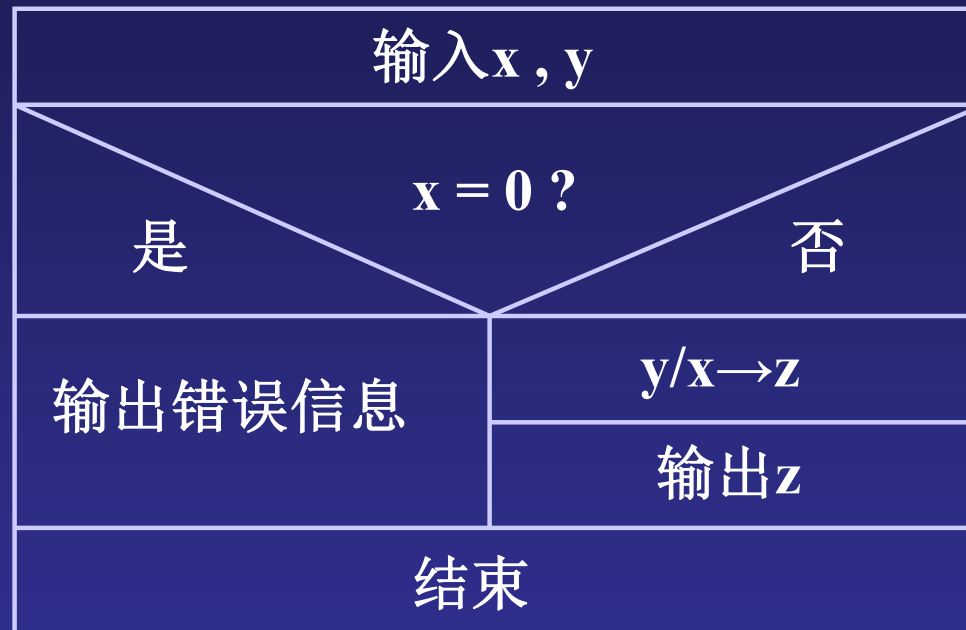 输入x , y
x = 0 ?
是
否
输出错误信息
y/x→z
输出z
结束